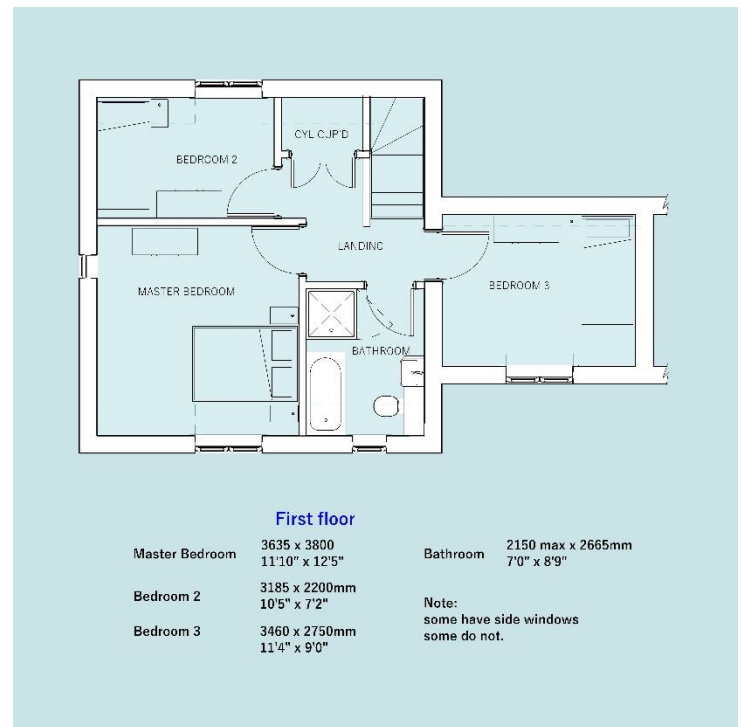 CYL CUP'D
BEDROOM 2
LANDING
MASTER BEDROOM
BEDROOM 3
BATHROOM
First floor
Master Bedroom
3635 x 3800
11'10" x 12'5"
Bedroom 2
3185 x 2200mm
10'5" x 7'2"
Bedroom 3
3460 x 2750mm
11'4" x 9'0"
Bathroom
2150 max x 2665mm
7'0" x 8'9"
Note:
some have side windows
some do not.